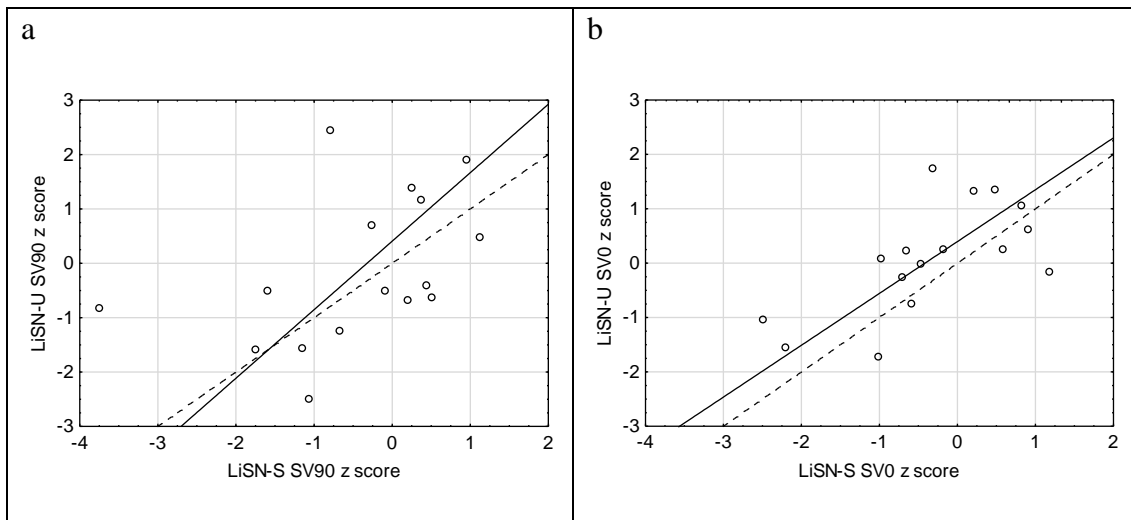 a
3
2
1
0
-1
-2
-3
-4 -3 -2 -1 0 1 2
LiSN-U SV90 z score
LiSN-S SV90 z score
b
3
2
1
0
-1
-2
-3
-4 -3 -2 -1 0 1 2
LiSN-U SV0 z score
LiSN-S SV0 z score